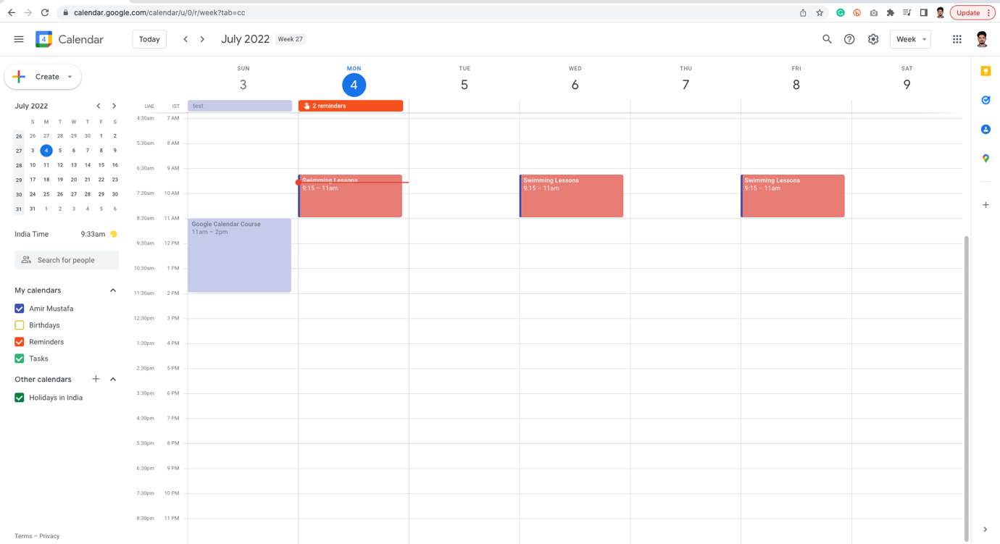 calendar.google.com/calendar/u/0/r/week?tab=cc
Update
4
Calendar
Today
July 2022
Week 27
Week
Create
July 2022
S M T W T F S
26 26 27 28 29 30 1 2
27 3 4 5 6 7 8 9
28 10 11 12 13 14 15 16
29 17 18 19 20 21 22 23
30 24 25 26 27 28 29 30
31 31 1 2 3 4 5 6
India Time 9:33am
Search for people
My calendars
Amir Mustafa
Birthdays
Reminders
Tasks
Other calendars
Holidays in India
Terms – Privacy
SUN MON TUE WED THU FRI SAT
3 4 5 6 7 8 9
UAE IST
test
2 reminders
4:30am 7 AM
5:30am 8 AM
6:30am 9 AM
7:30am 10 AM
8:30am 11 AM
9:30am 12 PM
10:30am 1 PM
11:30am 2 PM
12:30pm 3 PM
1:30pm 4 PM
2:30pm 5 PM
3:30pm 6 PM
4:30pm 7 PM
5:30pm 8 PM
6:30pm 9 PM
7:30pm 10 PM
8:30pm 11 PM
Google Calendar Course
11am – 2pm
Swimming Lessons
9:15 – 11am
Swimming Lessons
9:15 – 11am
Swimming Lessons
9:15 – 11am